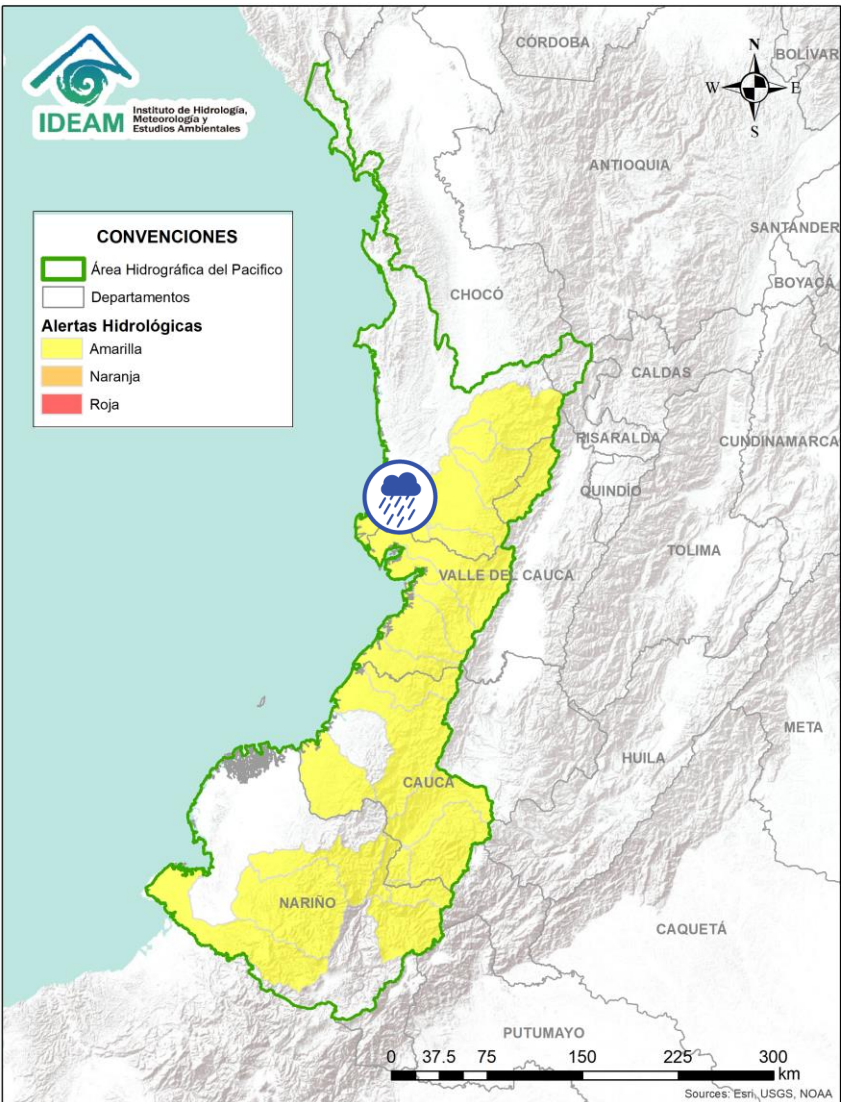 IDEAM
Instituto de Hidrología,
Meteorología y
Estudios Ambientales
N
W
E
S
CÓRDOBA
BOLÍVAR
ANTIOQUIA
SANTANDER
BOYACÁ
CHOCÓ
CALDAS
RISARALDA
CUNDINAMARCA
QUINDÍO
TOLIMA
VALLE DEL CAUCA
META
HUILA
CAUCA
NARIÑO
CAQUETÁ
PUTUMAYO
CONVENCIONES
Área Hidrográfica del Pacifico
Departamentos
Alertas Hidrológicas
Amarilla
Naranja
Roja
0 37.5 75 150 225 300
km
Sources: Esri, USGS, NOAA